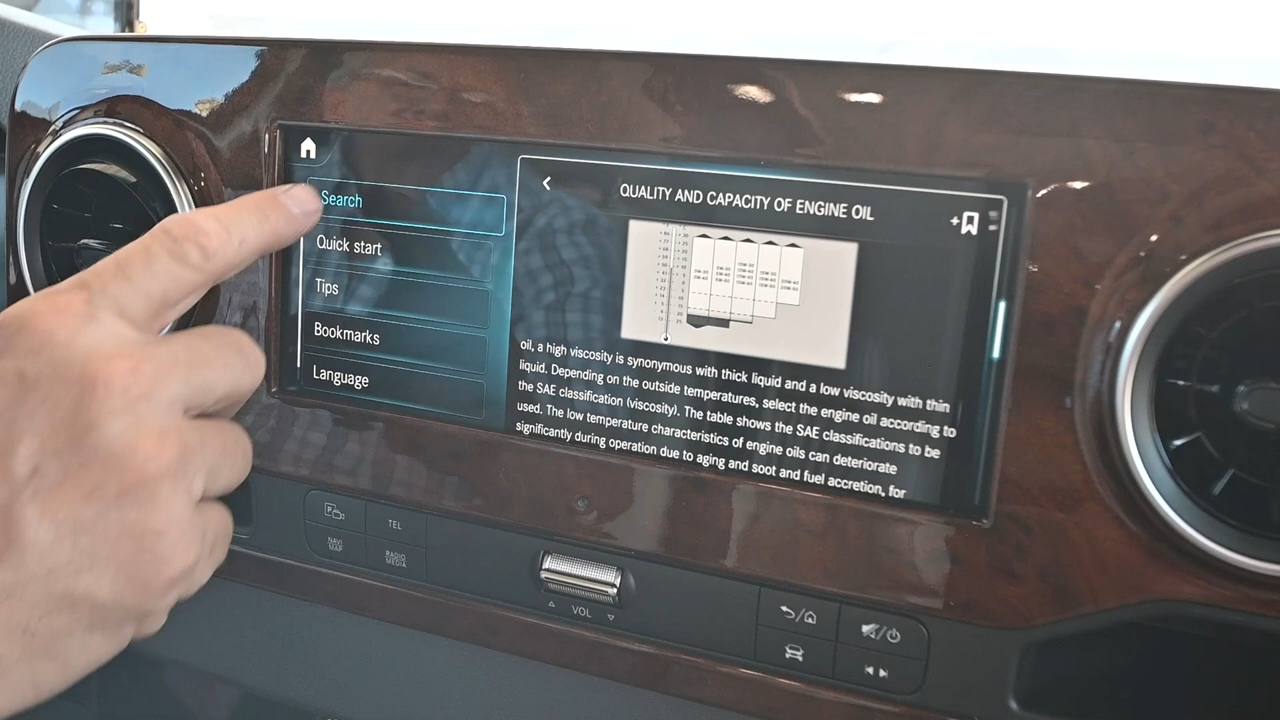 Search
Quick start
Tips
Bookmarks
Language
QUALITY AND CAPACITY OF ENGINE OIL
+
oil, a high viscosity is synonymous with thick liquid and a low viscosity with thin
liquid. Depending on the outside temperatures, select the engine oil according to
the SAE classification (viscosity). The table shows the SAE classifications to be
used. The low temperature characteristics of engine oils can deteriorate
significantly during operation due to aging and soot and fuel accretion, for
P
TEL
NAVI
MAP
RADIO
MEDIA
VOL